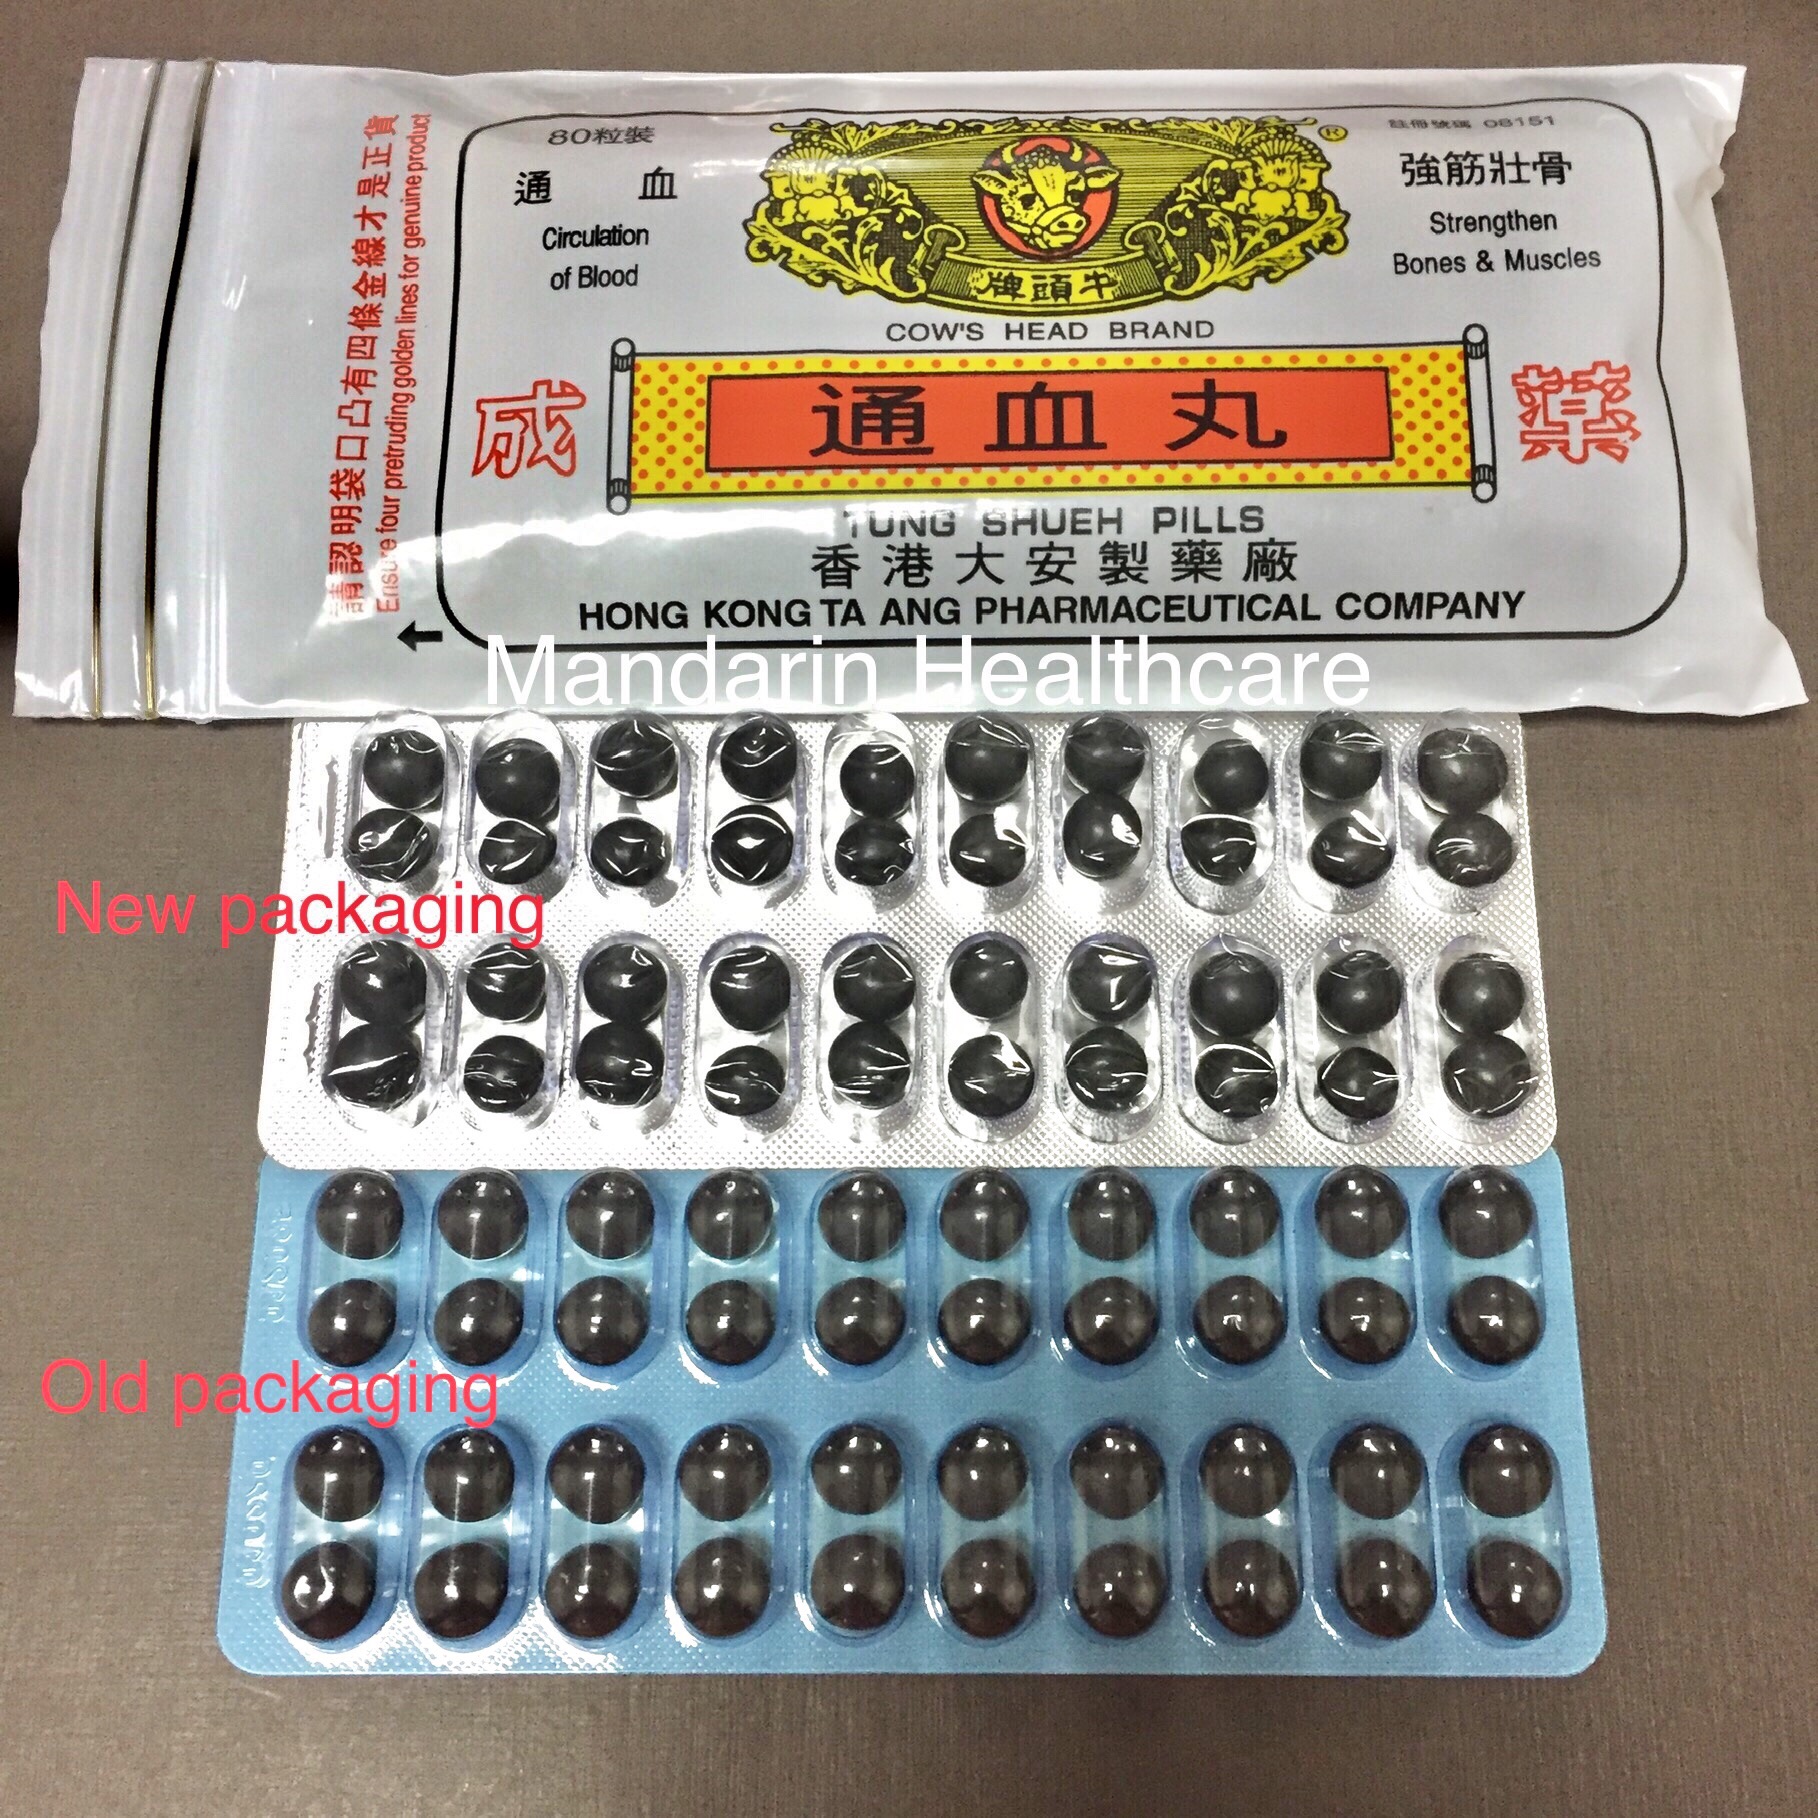 80粒裝
註冊號碼 08151
通 血
Circulation
of Blood
強筋壯骨
Strengthen
Bones & Muscles
®
牌頭牛
COW'S HEAD BRAND
成
通血丸
藥
TUNG SHUEH PILLS
香港大安製藥廠
HONG KONG TA ANG PHARMACEUTICAL COMPANY
請認明袋口凸有四條金線才是正貨
Ensure four pretruding golden lines for genuine product
Mandarin Healthcare
New packaging
Old packaging